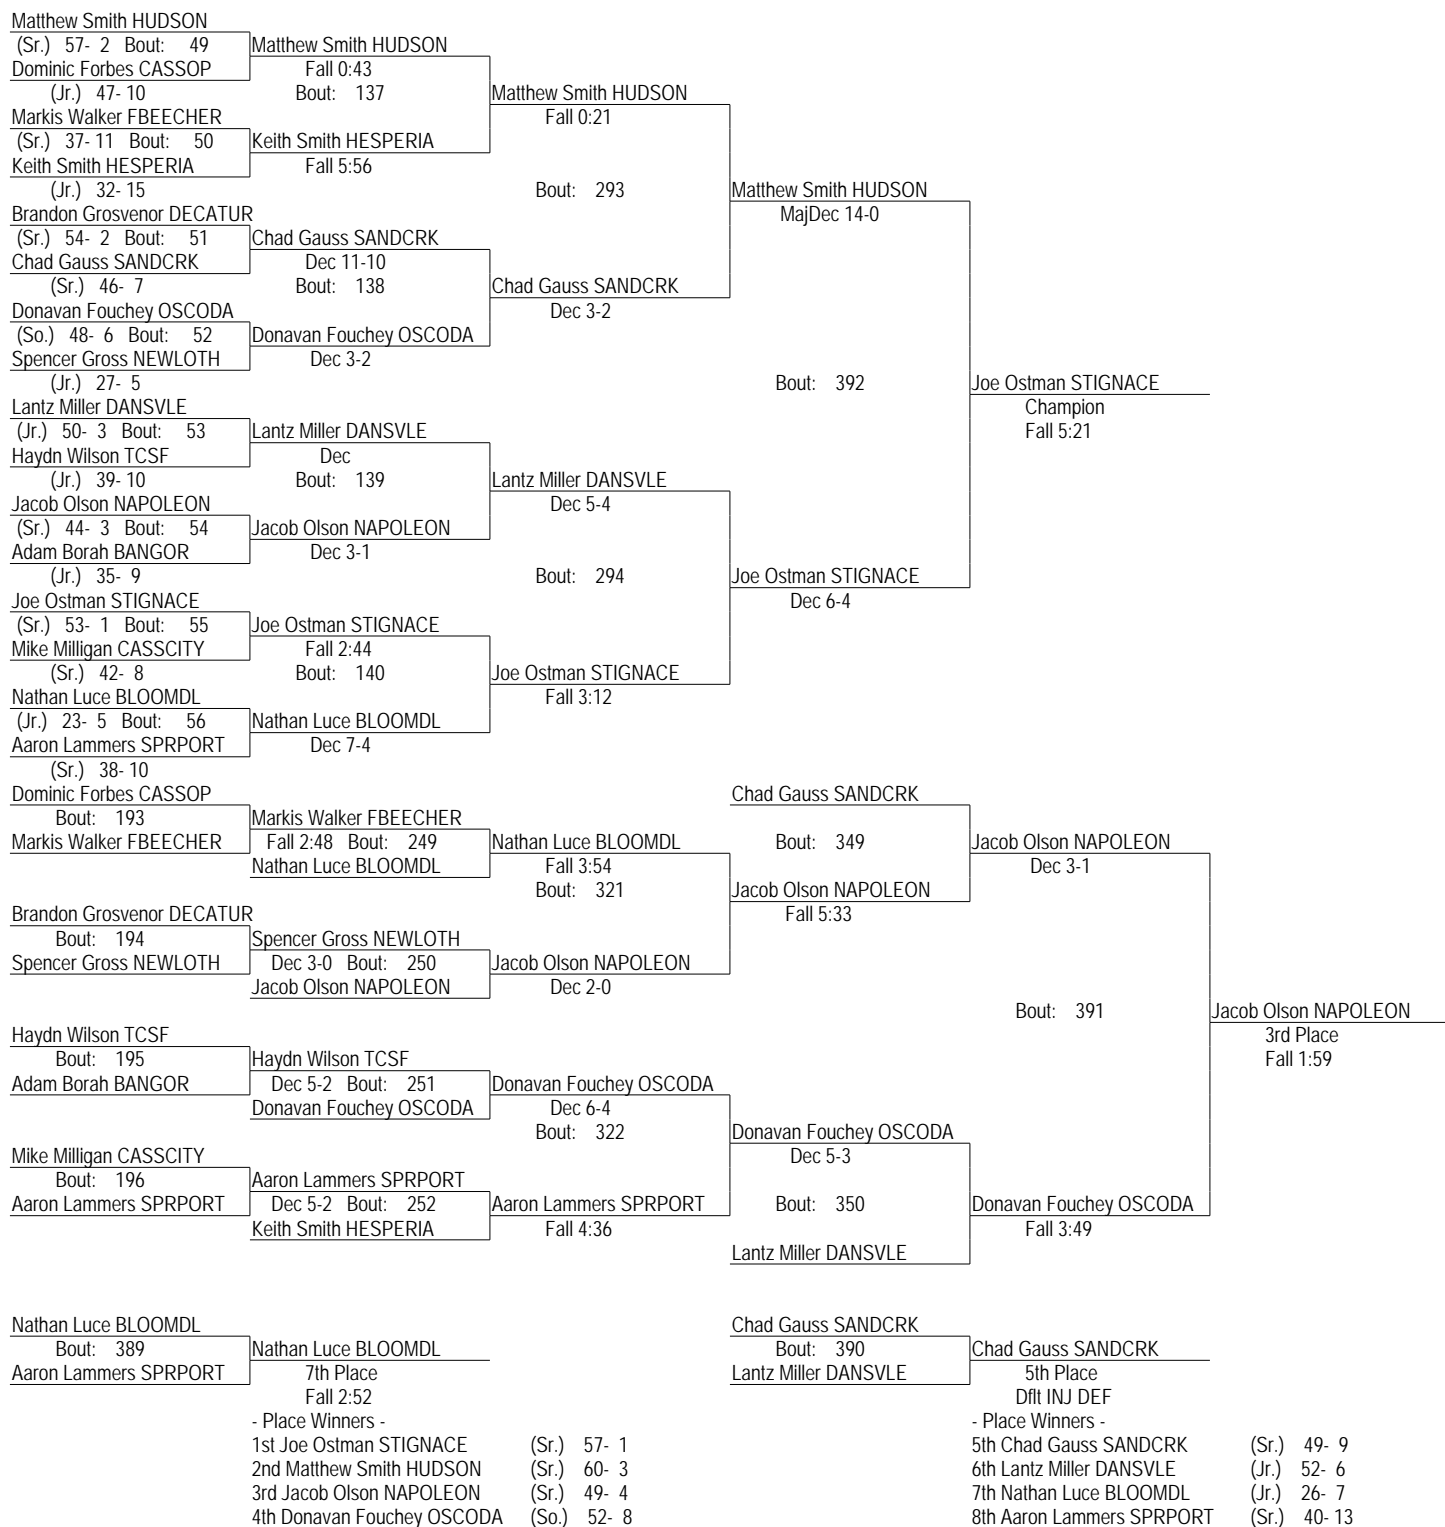 Matthew Smith HUDSON
(Sr.) 57- 2 Bout: 49
Dominic Forbes CASSOP
(Jr.) 47- 10
Markis Walker FBEECHER
(Sr.) 37- 11 Bout: 50
Keith Smith HESPERIA
(Jr.) 32- 15
Brandon Grosvenor DECATUR
(Sr.) 54- 2 Bout: 51
Chad Gauss SANDCRK
(Sr.) 46- 7
Donavan Fouchey OSCODA
(So.) 48- 6 Bout: 52
Spencer Gross NEWLOTH
(Jr.) 27- 5
Lantz Miller DANSVLE
(Jr.) 50- 3 Bout: 53
Haydn Wilson TCSF
(Jr.) 39- 10
Jacob Olson NAPOLEON
(Sr.) 44- 3 Bout: 54
Adam Borah BANGOR
(Jr.) 35- 9
Joe Ostman STIGNACE
(Sr.) 53- 1 Bout: 55
Mike Milligan CASSCITY
(Sr.) 42- 8
Nathan Luce BLOOMDL
(Jr.) 23- 5 Bout: 56
Aaron Lammers SPRPORT
(Sr.) 38- 10
Matthew Smith HUDSON
Fall 0:43
Bout: 137
Keith Smith HESPERIA
Fall 5:56
Chad Gauss SANDCRK
Dec 11-10
Bout: 138
Donavan Fouchey OSCODA
Dec 3-2
Lantz Miller DANSVLE
Dec
Bout: 139
Jacob Olson NAPOLEON
Dec 3-1
Joe Ostman STIGNACE
Fall 2:44
Bout: 140
Nathan Luce BLOOMDL
Dec 7-4
Matthew Smith HUDSON
Fall 0:21
Bout: 293
Chad Gauss SANDCRK
Dec 3-2
Lantz Miller DANSVLE
Dec 5-4
Bout: 294
Joe Ostman STIGNACE
Fall 3:12
Matthew Smith HUDSON
MajDec 14-0
Bout: 392
Joe Ostman STIGNACE
Dec 6-4
Joe Ostman STIGNACE
Champion
Fall 5:21
Dominic Forbes CASSOP
Bout: 193
Markis Walker FBEECHER
Brandon Grosvenor DECATUR
Bout: 194
Spencer Gross NEWLOTH
Haydn Wilson TCSF
Bout: 195
Adam Borah BANGOR
Mike Milligan CASSCITY
Bout: 196
Aaron Lammers SPRPORT
Markis Walker FBEECHER
Fall 2:48 Bout: 249
Nathan Luce BLOOMDL
Spencer Gross NEWLOTH
Dec 3-0 Bout: 250
Jacob Olson NAPOLEON
Haydn Wilson TCSF
Dec 5-2 Bout: 251
Donavan Fouchey OSCODA
Aaron Lammers SPRPORT
Dec 5-2 Bout: 252
Keith Smith HESPERIA
Nathan Luce BLOOMDL
Fall 3:54
Bout: 321
Jacob Olson NAPOLEON
Dec 2-0
Donavan Fouchey OSCODA
Dec 6-4
Bout: 322
Aaron Lammers SPRPORT
Fall 4:36
Chad Gauss SANDCRK
Bout: 349
Jacob Olson NAPOLEON
Fall 5:33
Donavan Fouchey OSCODA
Dec 5-3
Bout: 350
Lantz Miller DANSVLE
Jacob Olson NAPOLEON
Dec 3-1
Bout: 391
Donavan Fouchey OSCODA
Fall 3:49
Jacob Olson NAPOLEON
3rd Place
Fall 1:59
Nathan Luce BLOOMDL
Bout: 389
Aaron Lammers SPRPORT
Nathan Luce BLOOMDL
7th Place
Fall 2:52
Chad Gauss SANDCRK
Bout: 390
Lantz Miller DANSVLE
Chad Gauss SANDCRK
5th Place
Dflt INJ DEF
- Place Winners -
1st Joe Ostman STIGNACE (Sr.) 57- 1
2nd Matthew Smith HUDSON (Sr.) 60- 3
3rd Jacob Olson NAPOLEON (Sr.) 49- 4
4th Donavan Fouchey OSCODA (So.) 52- 8
- Place Winners -
5th Chad Gauss SANDCRK (Sr.) 49- 9
6th Lantz Miller DANSVLE (Jr.) 52- 6
7th Nathan Luce BLOOMDL (Jr.) 26- 7
8th Aaron Lammers SPRPORT (Sr.) 40- 13